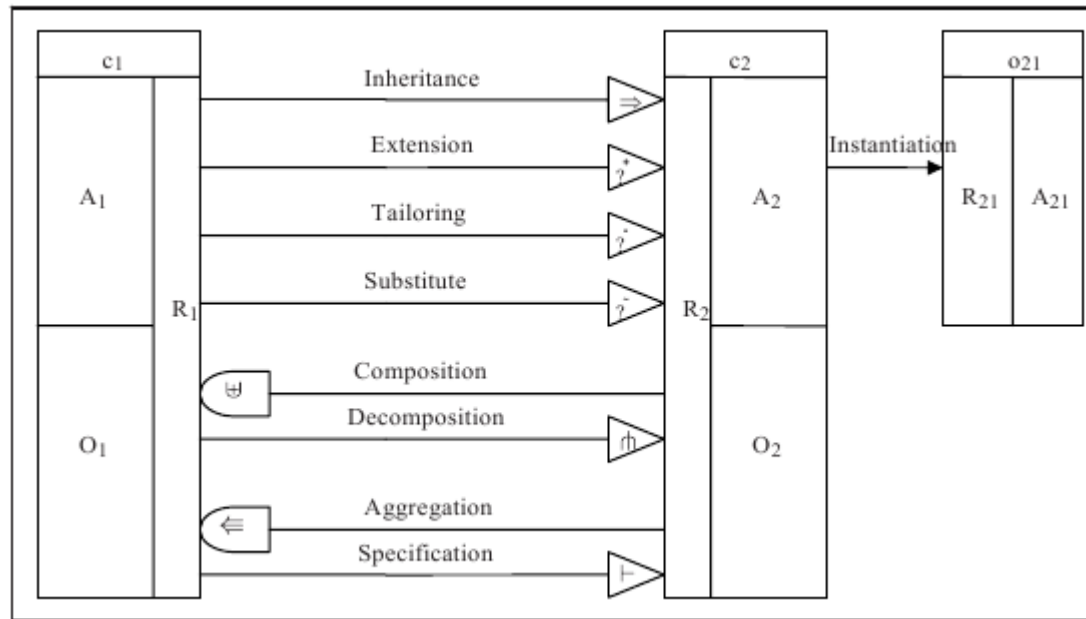 c₁
c₂
o₂₁
Inheritance
⇒
Extension
?⁺
Instantiation
A₁
A₂
R₂₁
A₂₁
Tailoring
?
Substitute
?⁻
R₁
R₂
Composition
⊎
Decomposition
⋔
O₁
O₂
Aggregation
⇐
Specification
⊢